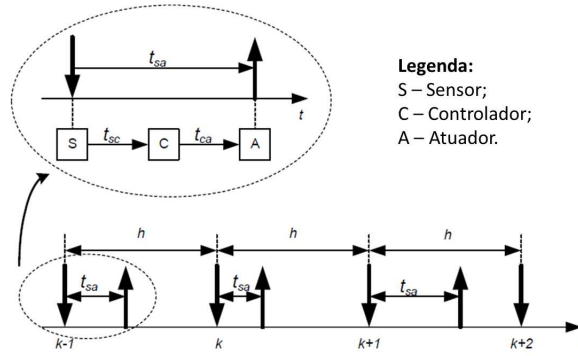 t_sa
Legenda:
S – Sensor;
C – Controlador;
A – Atuador.
t
S t_sc C t_ca A
h h h
t_sa t_sa t_sa
k-1 k k+1 k+2